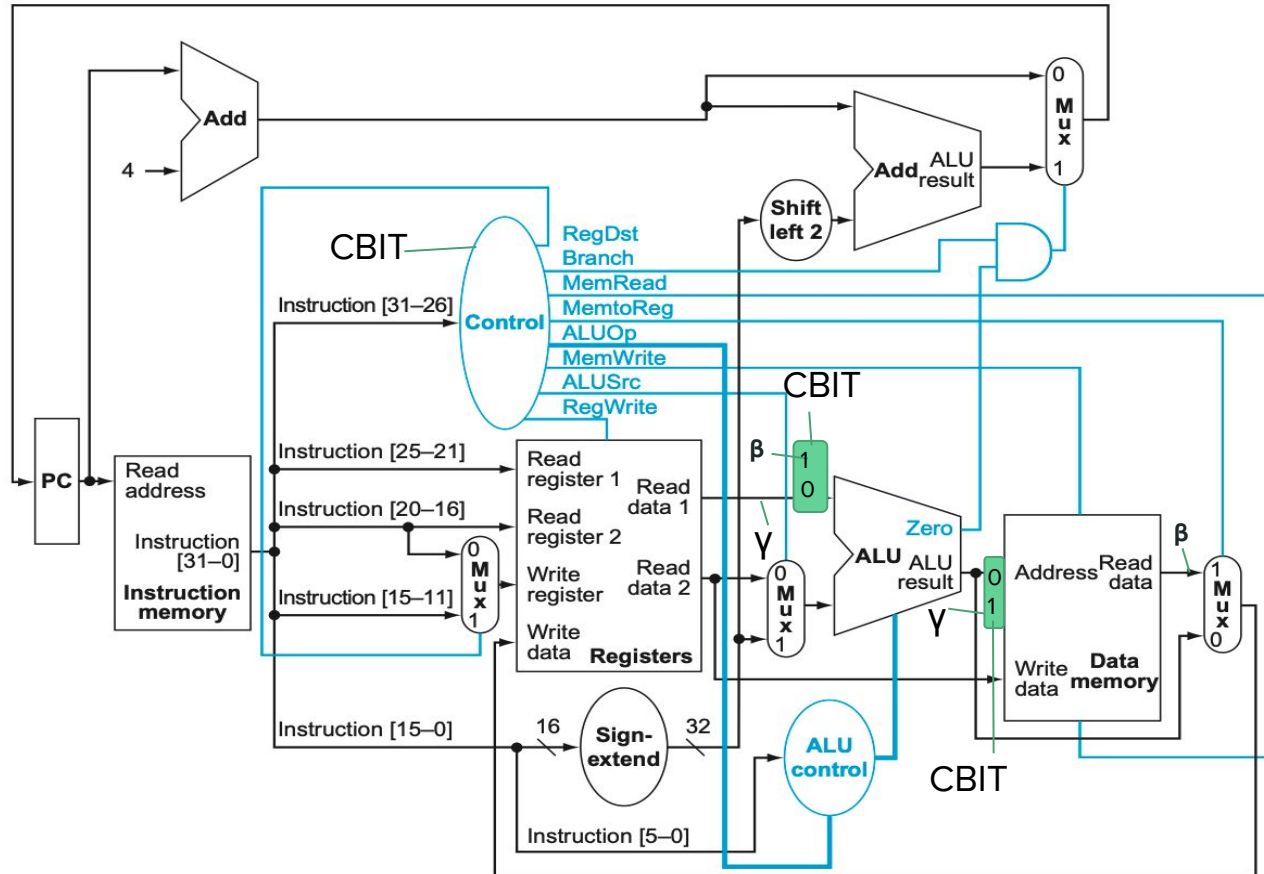 Add
4
0
Mux
1
Add
ALU
result
Shift
left 2
CBIT
RegDst
Branch
MemRead
MemtoReg
ALUOp
MemWrite
ALUSrc
RegWrite
Control
Instruction [31–26]
CBIT
β
1
0
γ
PC
Read
address
Instruction
[31–0]
Instruction
memory
Instruction [25–21]
Instruction [20–16]
0
Mux
1
Instruction [15–11]
Read
register 1
Read
data 1
Read
register 2
Write
register
Read
data 2
Write
data
Registers
0
Mux
1
Zero
ALU
ALU
result
0
1
γ
Address
Read
data
Write
data
Data
memory
β
1
Mux
0
CBIT
Instruction [15–0]
16
Sign-
extend
32
ALU
control
Instruction [5–0]